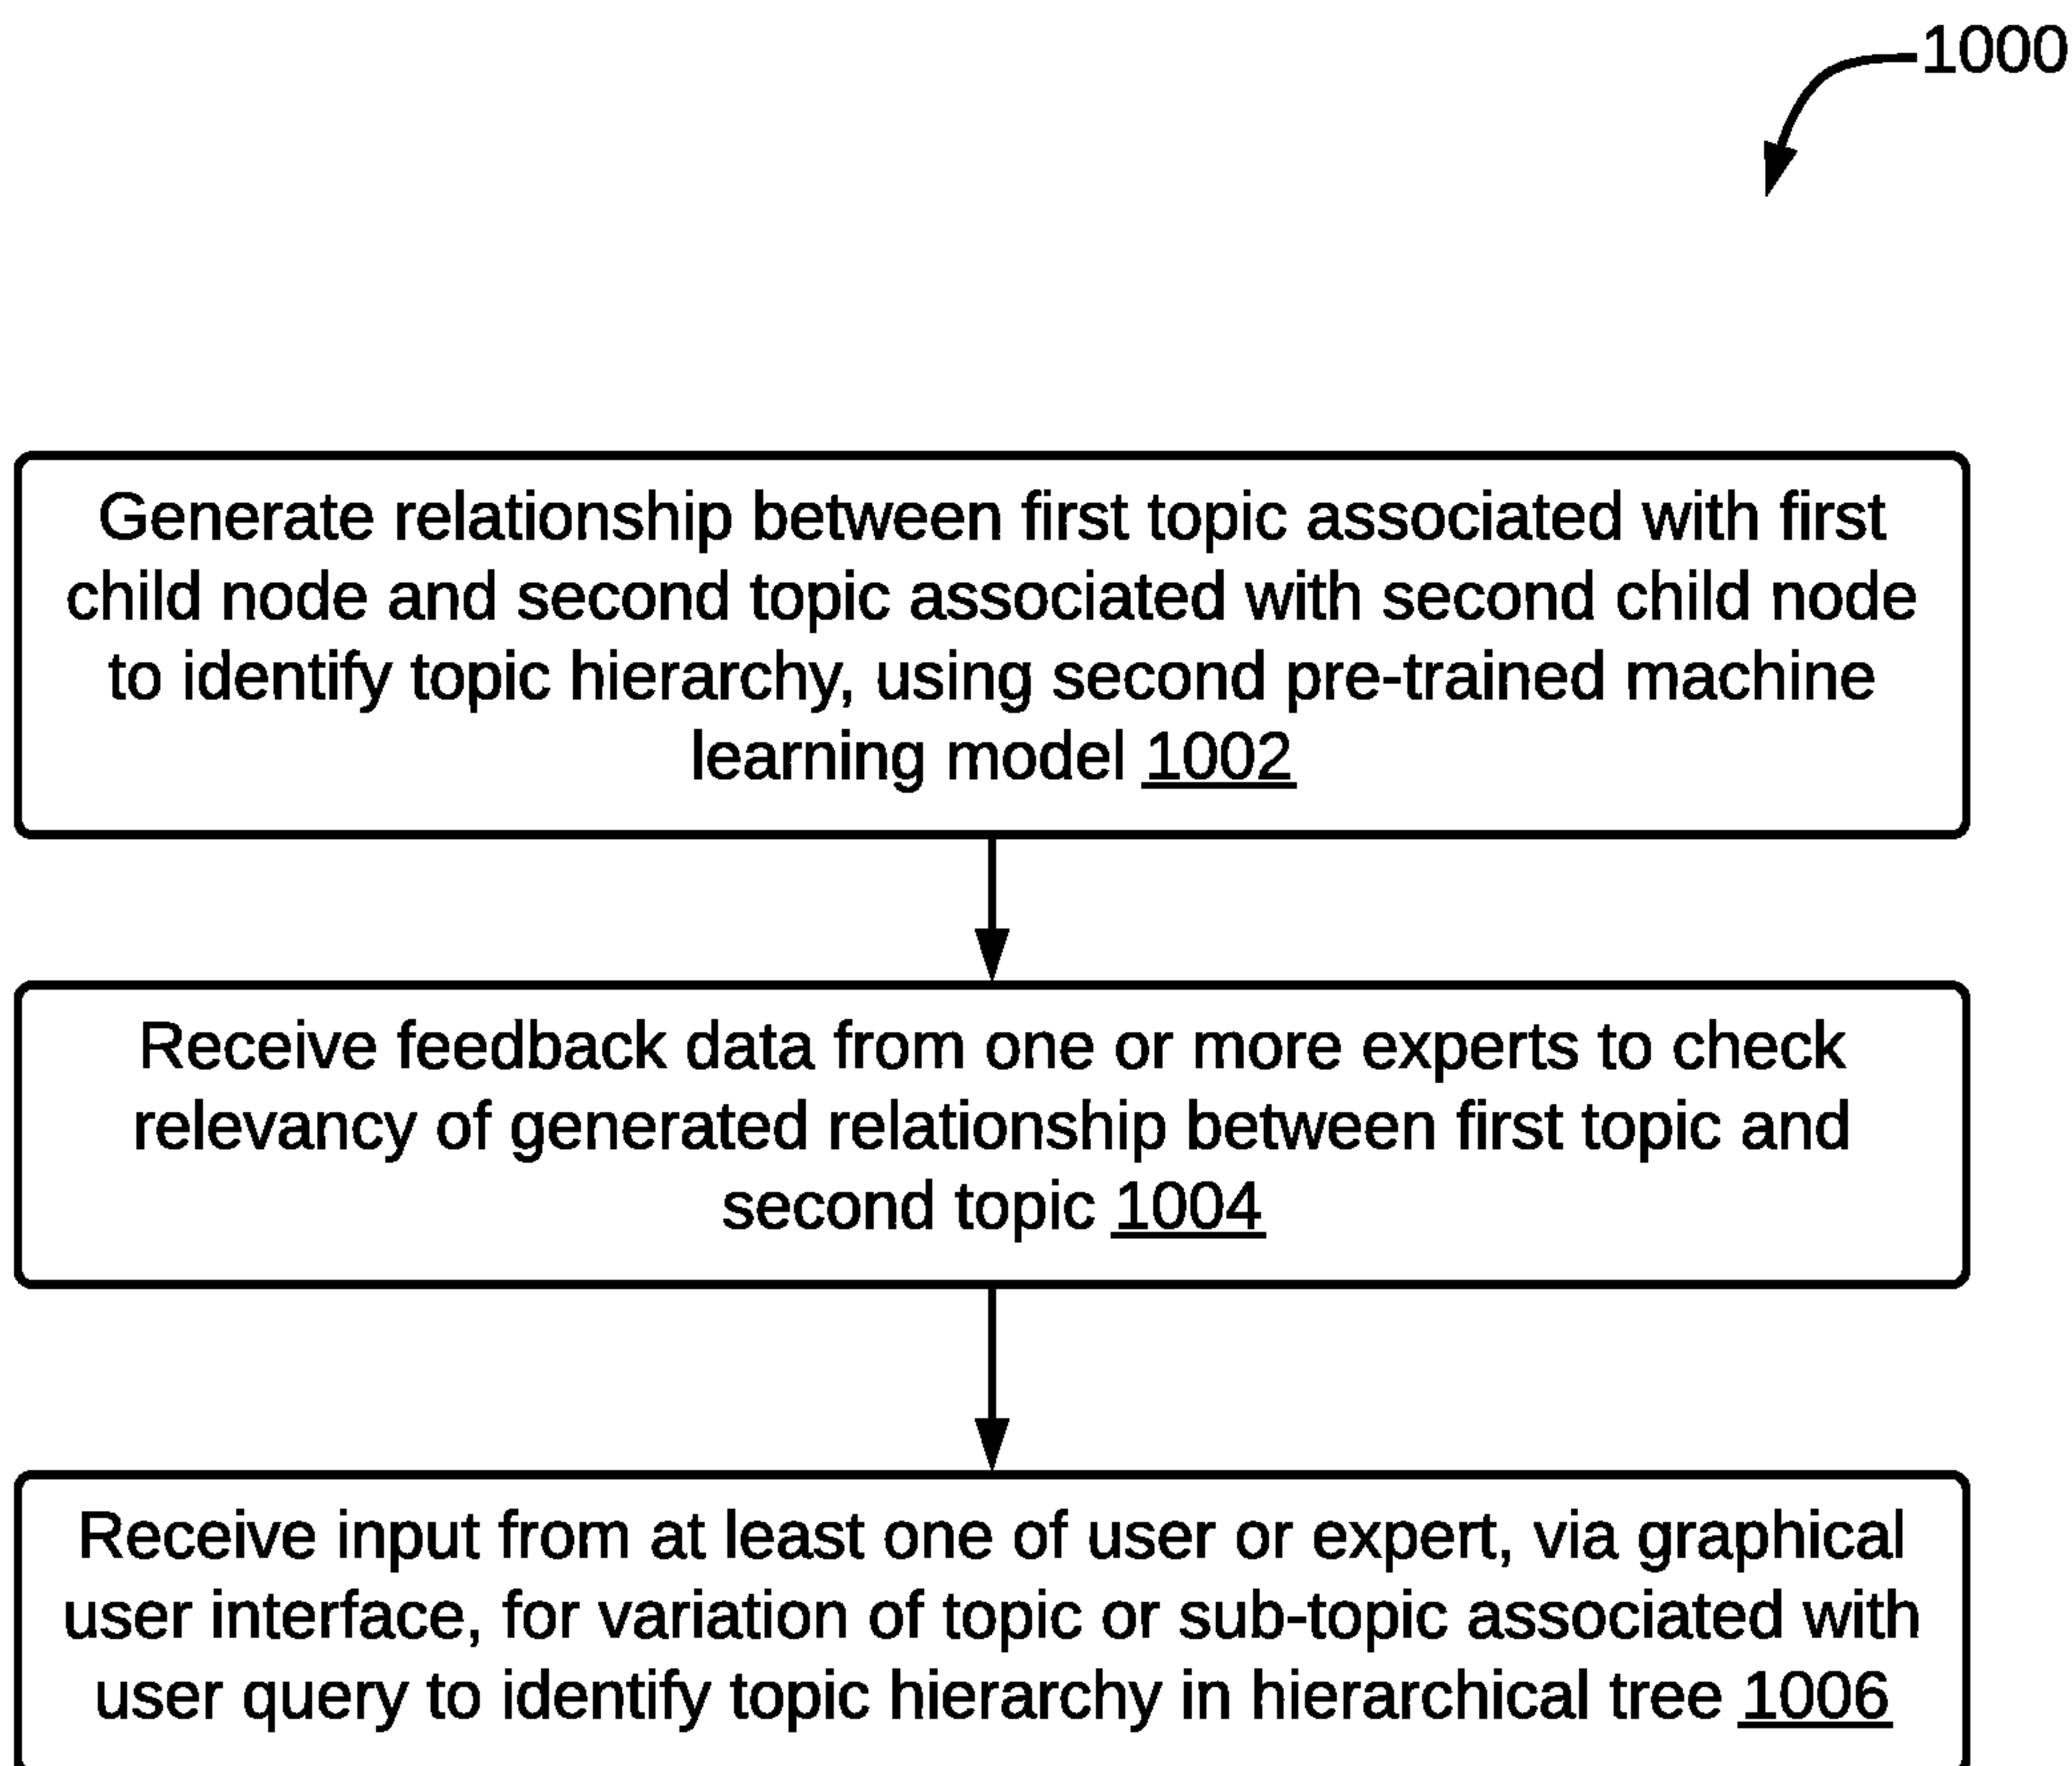 1000
Generate relationship between first topic associated with first
child node and second topic associated with second child node
to identify topic hierarchy, using second pre-trained machine
learning model 1002
Receive feedback data from one or more experts to check
relevancy of generated relationship between first topic and
second topic 1004
Receive input from at least one of user or expert, via graphical
user interface, for variation of topic or sub-topic associated with
user query to identify topic hierarchy in hierarchical tree 1006